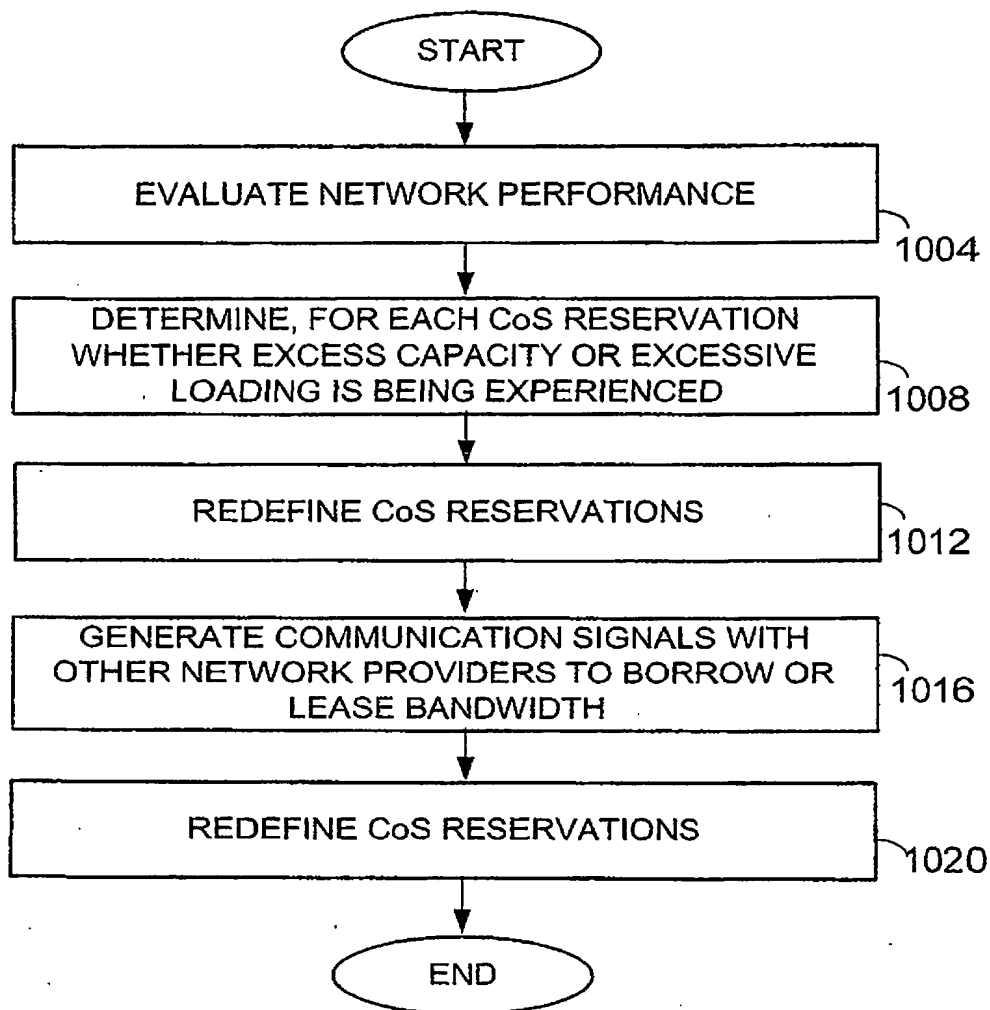 START
EVALUATE NETWORK PERFORMANCE
1004
DETERMINE, FOR EACH CoS RESERVATION
WHETHER EXCESS CAPACITY OR EXCESSIVE
LOADING IS BEING EXPERIENCED
1008
REDEFINE CoS RESERVATIONS
1012
GENERATE COMMUNICATION SIGNALS WITH
OTHER NETWORK PROVIDERS TO BORROW OR
LEASE BANDWIDTH
1016
REDEFINE CoS RESERVATIONS
1020
END